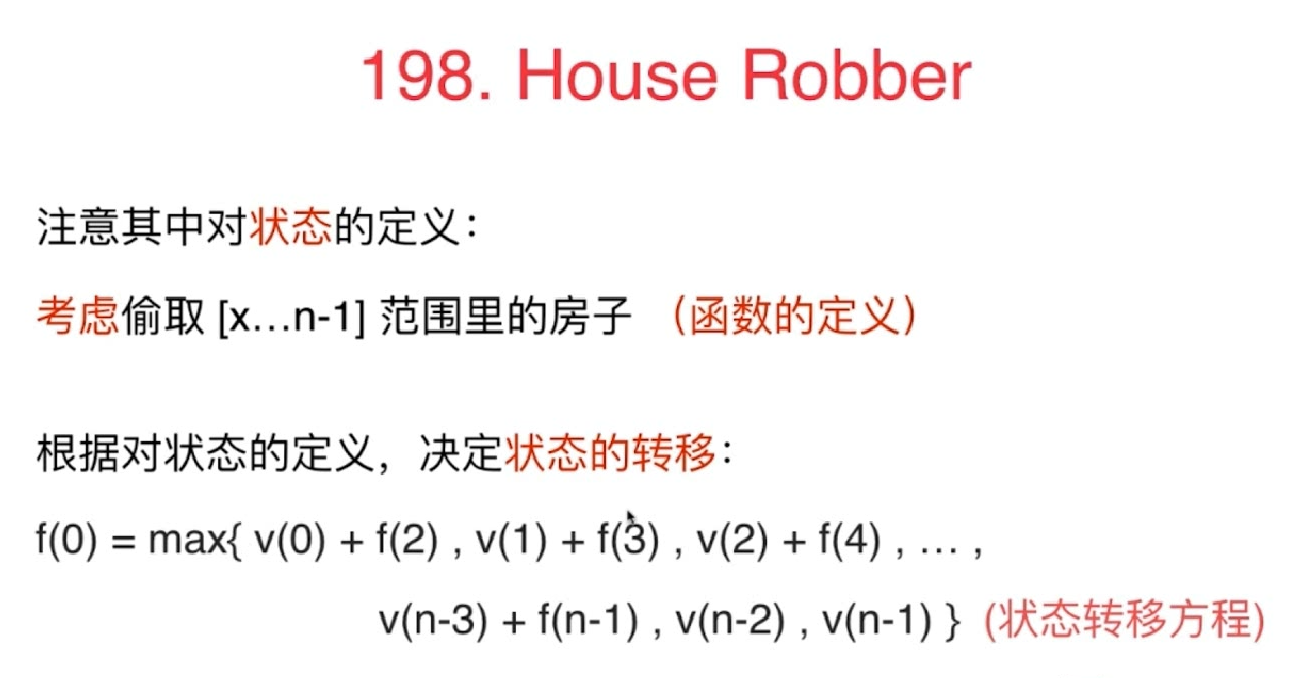 198. House Robber
注意其中对状态的定义：
考虑偷取 [x...n-1] 范围里的房子 （函数的定义）
根据对状态的定义，决定状态的转移：
f(0) = max{ v(0) + f(2) , v(1) + f(3) , v(2) + f(4) , ... ,
v(n-3) + f(n-1) , v(n-2) , v(n-1) } (状态转移方程)